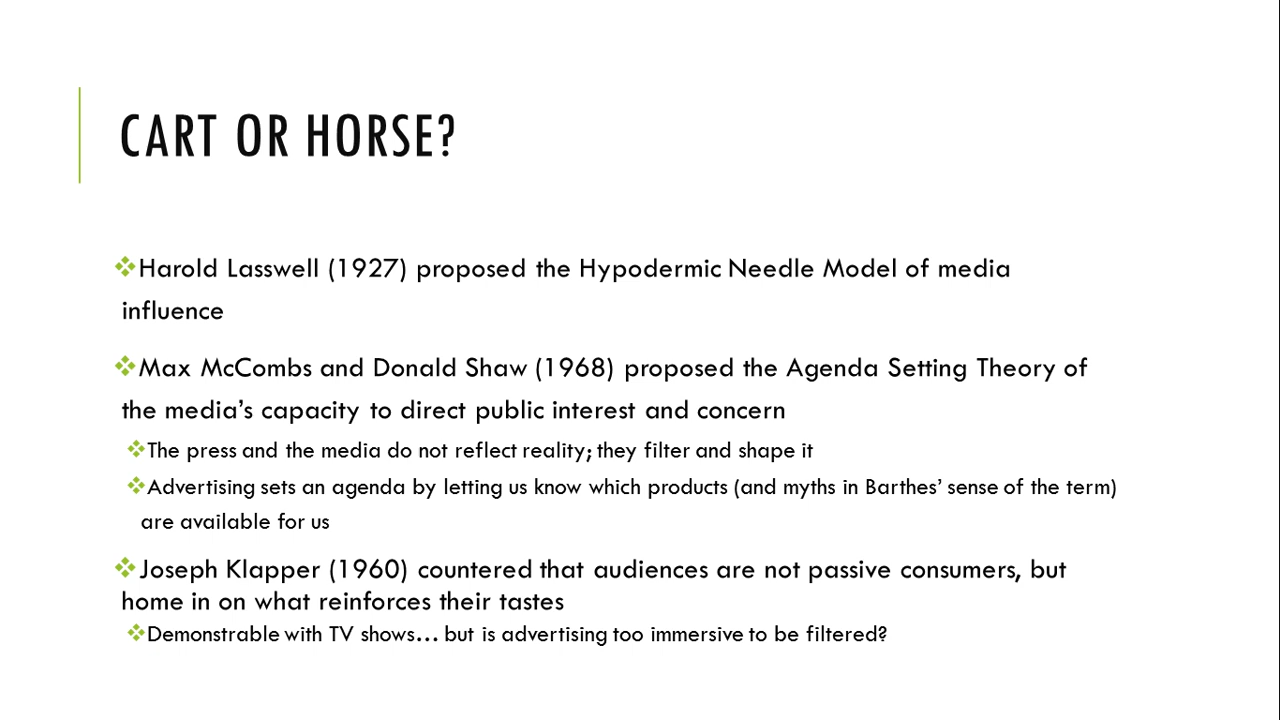 CART OR HORSE?
❖Harold Lasswell (1927) proposed the Hypodermic Needle Model of media
influence
❖Max McCombs and Donald Shaw (1968) proposed the Agenda Setting Theory of
the media’s capacity to direct public interest and concern
❖The press and the media do not reflect reality; they filter and shape it
❖Advertising sets an agenda by letting us know which products (and myths in Barthes’ sense of the term)
are available for us
❖Joseph Klapper (1960) countered that audiences are not passive consumers, but
home in on what reinforces their tastes
❖Demonstrable with TV shows… but is advertising too immersive to be filtered?